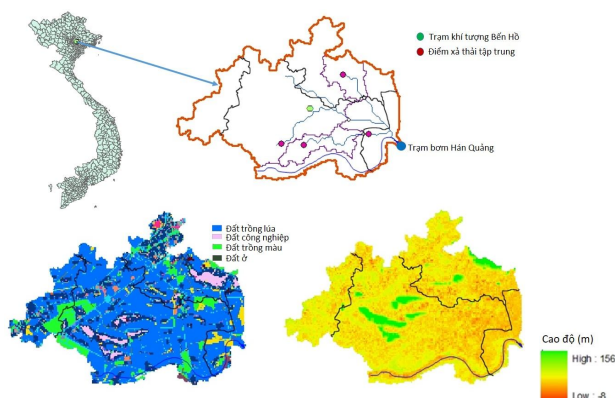 Trạm khí tượng Bến Hồ
Điểm xả thải tập trung
Trạm bơm Hán Quảng
Đất trồng lúa
Đất công nghiệp
Đất trồng màu
Đất ở
Cao độ (m)
High : 156
Low : -8